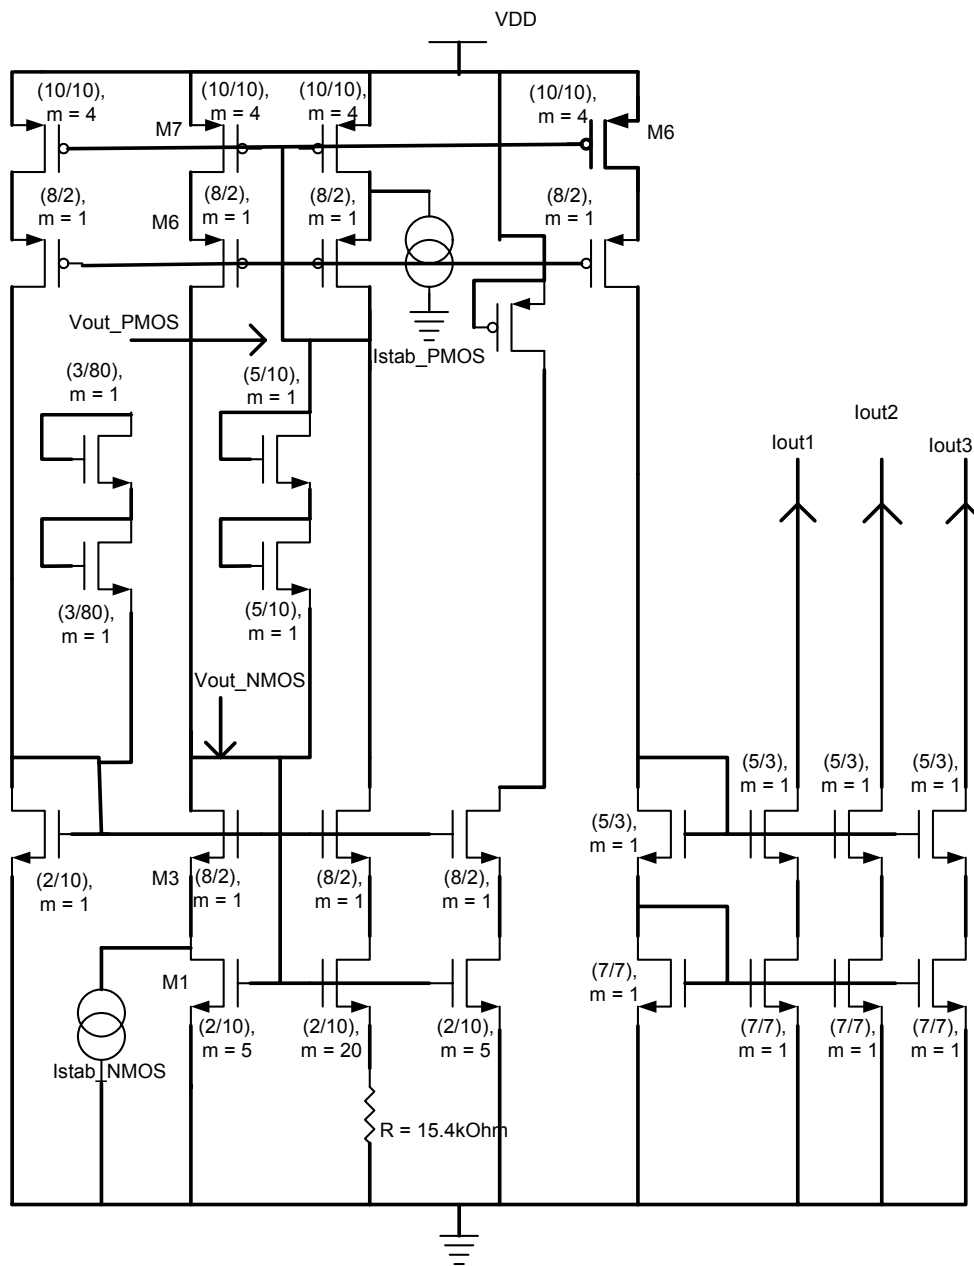 VDD
(10/10),
m = 4
(10/10),
m = 4
(10/10),
m = 4
(10/10),
m = 4
M7
M6
(8/2),
m = 1
(8/2),
m = 1
(8/2),
m = 1
(8/2),
m = 1
M6
Vout_PMOS
Istab_PMOS
(3/80),
m = 1
(5/10),
m = 1
Iout1
Iout2
Iout3
(3/80),
m = 1
(5/10),
m = 1
Vout_NMOS
(5/3),
m = 1
(5/3),
m = 1
(5/3),
m = 1
(5/3),
m = 1
(2/10),
m = 1
M3
(8/2),
m = 1
(8/2),
m = 1
(8/2),
m = 1
M1
(7/7),
m = 1
(2/10),
m = 5
(2/10),
m = 20
(2/10),
m = 5
(7/7),
m = 1
(7/7),
m = 1
(7/7),
m = 1
Istab_NMOS
R = 15.4kOhm